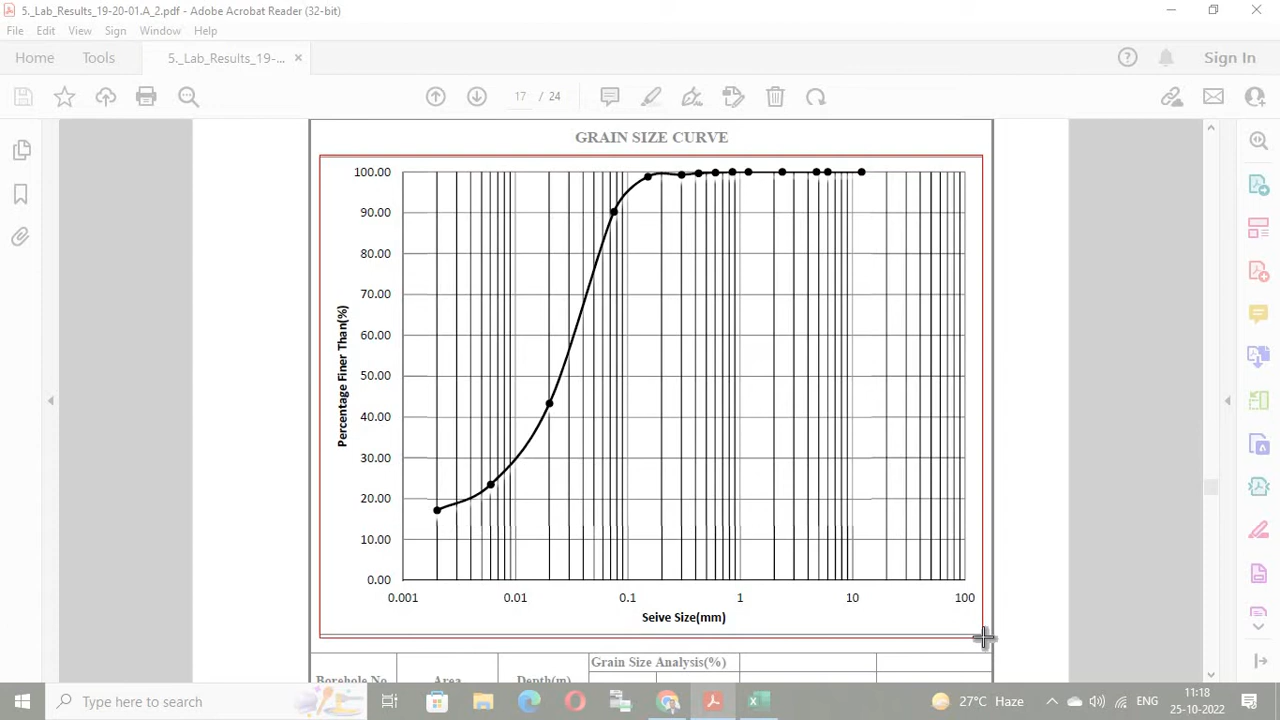 5._Lab_Results_19-20-01.A_2.pdf - Adobe Acrobat Reader (32-bit)
File Edit View Sign Window Help
Home Tools 5._Lab_Results_19-... × Sign In
17 / 24
GRAIN SIZE CURVE
100.00
90.00
80.00
70.00
60.00
50.00
40.00
30.00
20.00
10.00
0.00
Percentage Finer Than(%)
0.001 0.01 0.1 1 10 100
Seive Size(mm)
Grain Size Analysis(%)
Borehole No Area Depth(m)
Type here to search
27°C Haze
ENG
11:18
25-10-2022